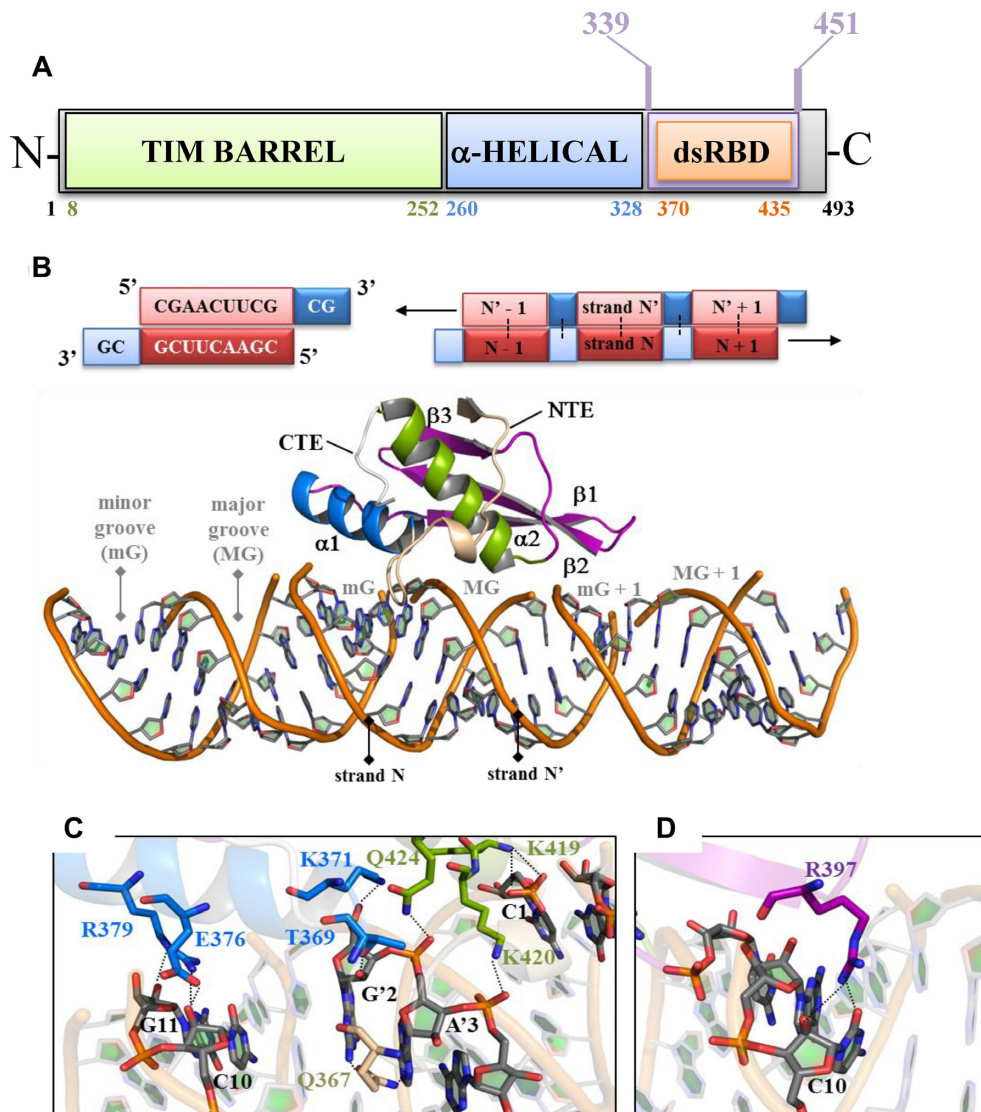 339 451
A
N- TIM BARREL α-HELICAL dsRBD -C
1 8 252 260 328 370 435 493
B
5’ CGAACUUCG CG 3’
3’ GC GCUUCAAGC 5’
N’ - 1 strand N’ N’ + 1
N - 1 strand N N + 1
β3 NTE
CTE
β1
minor groove (mG)
major groove (MG)
α1 α2
β2
mG MG mG + 1 MG + 1
strand N strand N’
C
K371 Q424 K419
R379 E376 T369 C1
K420
G11 G’2 A’3
C10 Q367
D
R397
C10